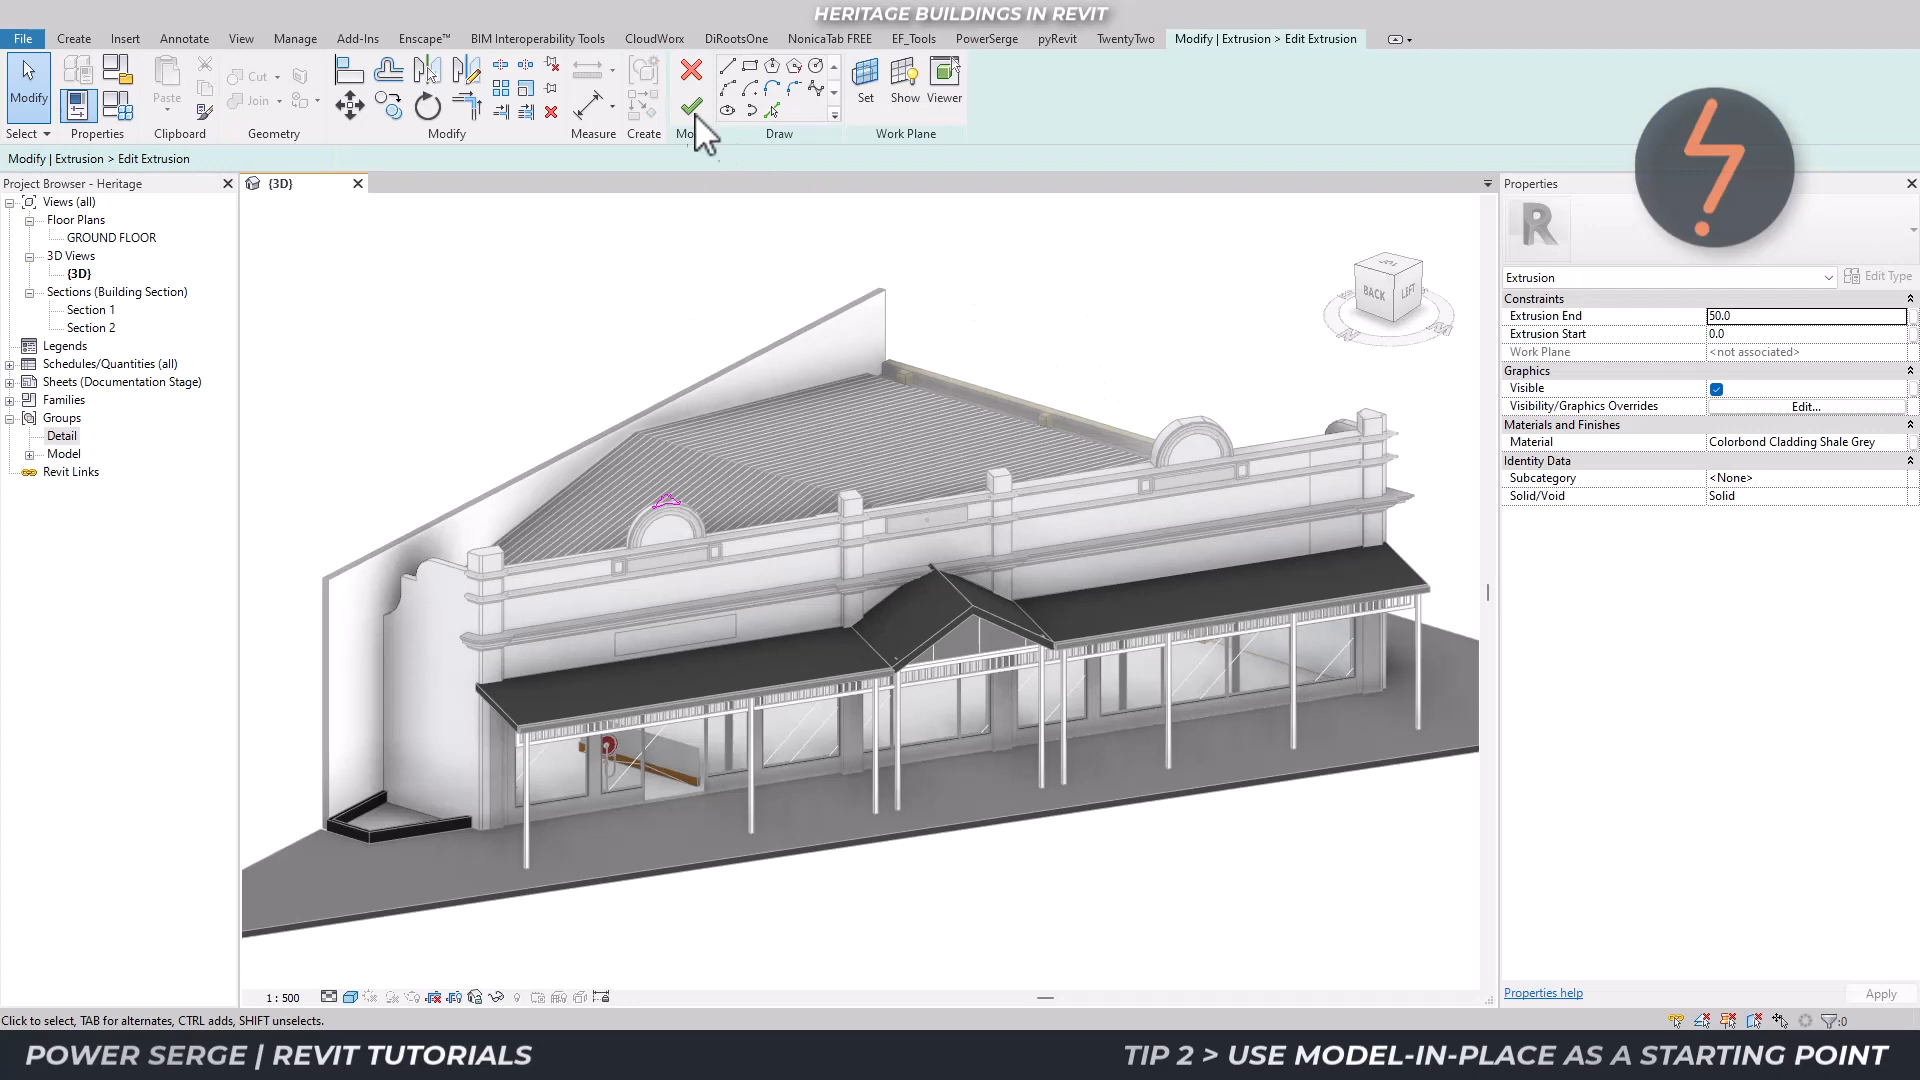 HERITAGE BUILDINGS IN REVIT
File Create Insert Annotate View Manage Add-Ins Enscape™ BIM Interoperability Tools CloudWorx DiRootsOne NonicaTab FREE EF_Tools PowerSerge pyRevit TwentyTwo Modify | Extrusion > Edit Extrusion
Modify Paste Cut Join Set Show Viewer
Select Properties Clipboard Geometry Modify Measure Create Draw Work Plane
Modify | Extrusion > Edit Extrusion
Project Browser - Heritage
Views (all)
Floor Plans
GROUND FLOOR
3D Views
{3D}
Sections (Building Section)
Section 1
Section 2
Legends
Schedules/Quantities (all)
Sheets (Documentation Stage)
Families
Groups
Detail
Model
Revit Links
{3D}
BACK LEFT
TOP
Properties
R
Extrusion Edit Type
Constraints
Extrusion End 50.0
Extrusion Start 0.0
Work Plane <not associated>
Graphics
Visible
Visibility/Graphics Overrides Edit...
Materials and Finishes
Material Colorbond Cladding Shale Grey
Identity Data
Subcategory <None>
Solid/Void Solid
Properties help Apply
1 : 500
Click to select, TAB for alternates, CTRL adds, SHIFT unselects.
:0
POWER SERGE | REVIT TUTORIALS
TIP 2 > USE MODEL-IN-PLACE AS A STARTING POINT